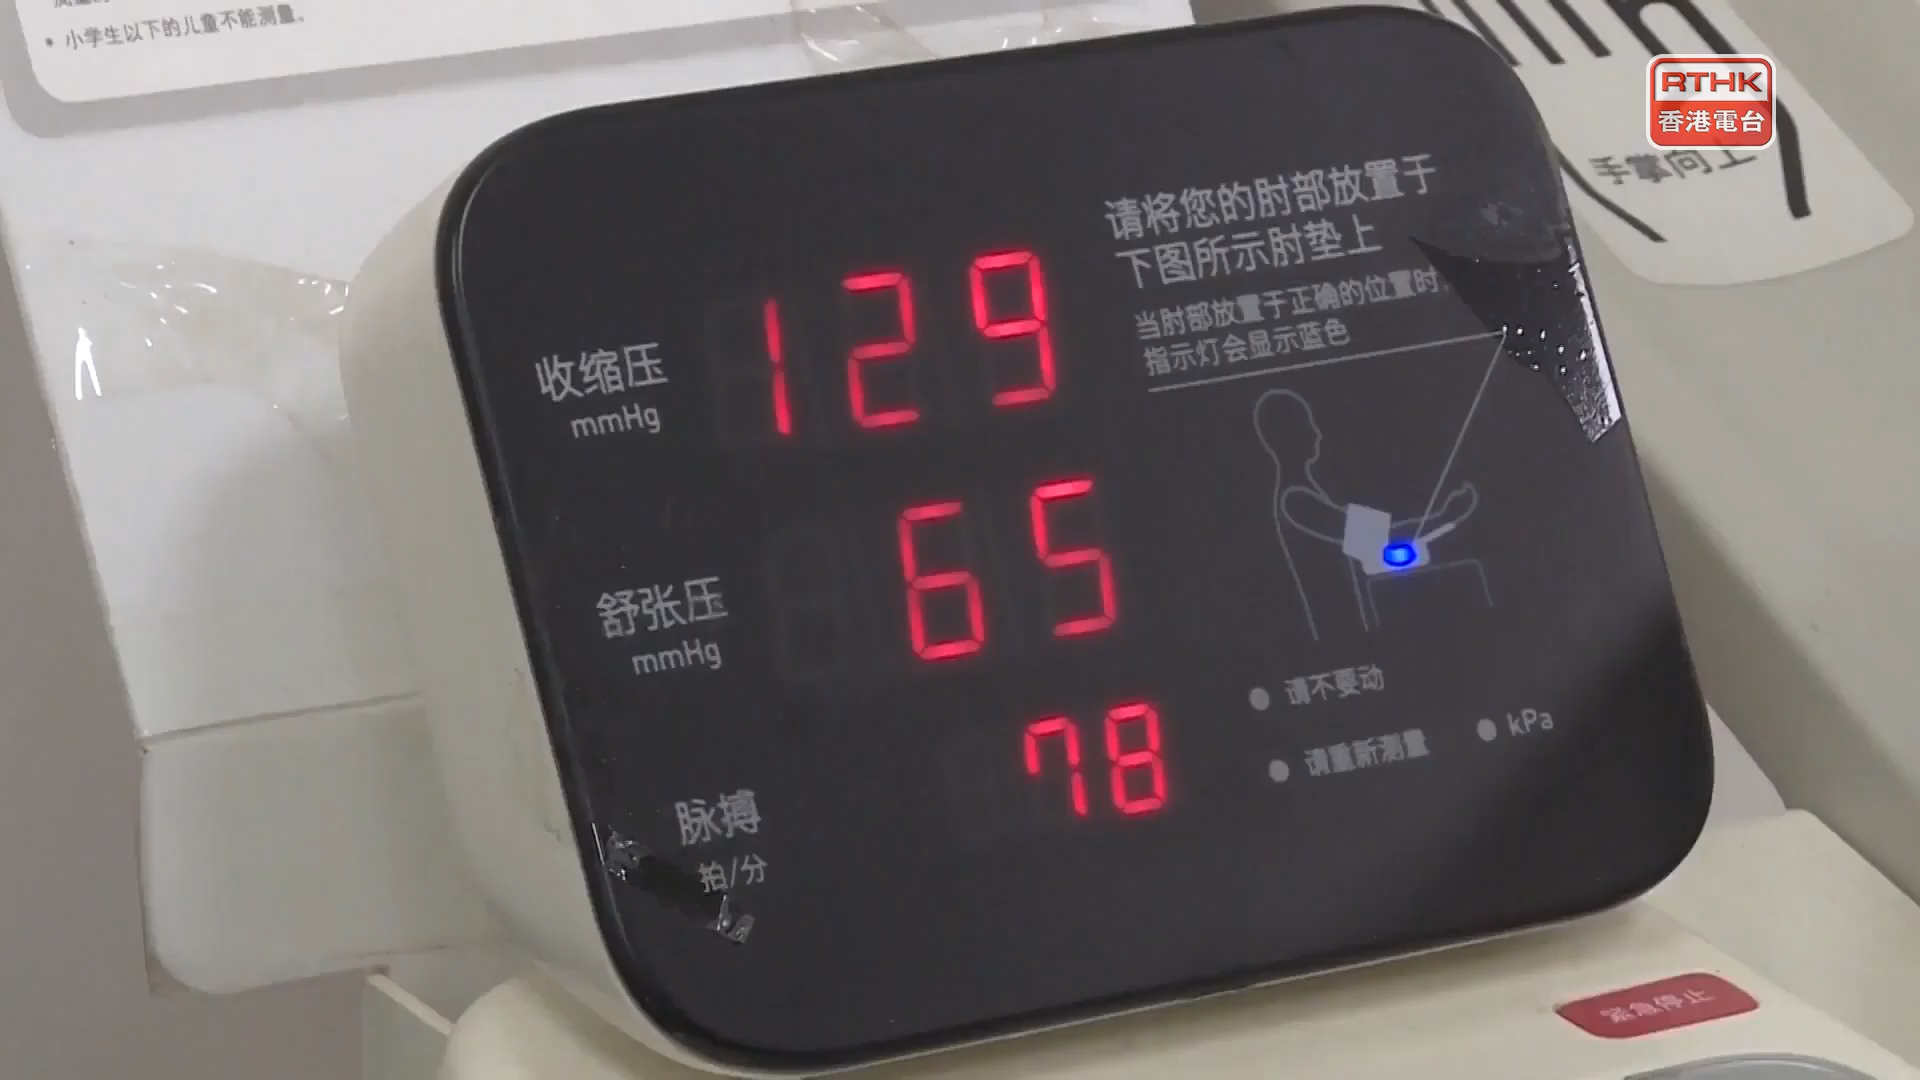 • 小学生以下的儿童不能测量。
RTHK
香港電台
手掌向上
请将您的肘部放置于
下图所示肘垫上
当肘部放置于正确的位置时,
指示灯会显示蓝色
收缩压
mmHg
129
舒张压
mmHg
65
脉搏
拍/分
78
请不要动
请重新测量
kPa
紧急停止